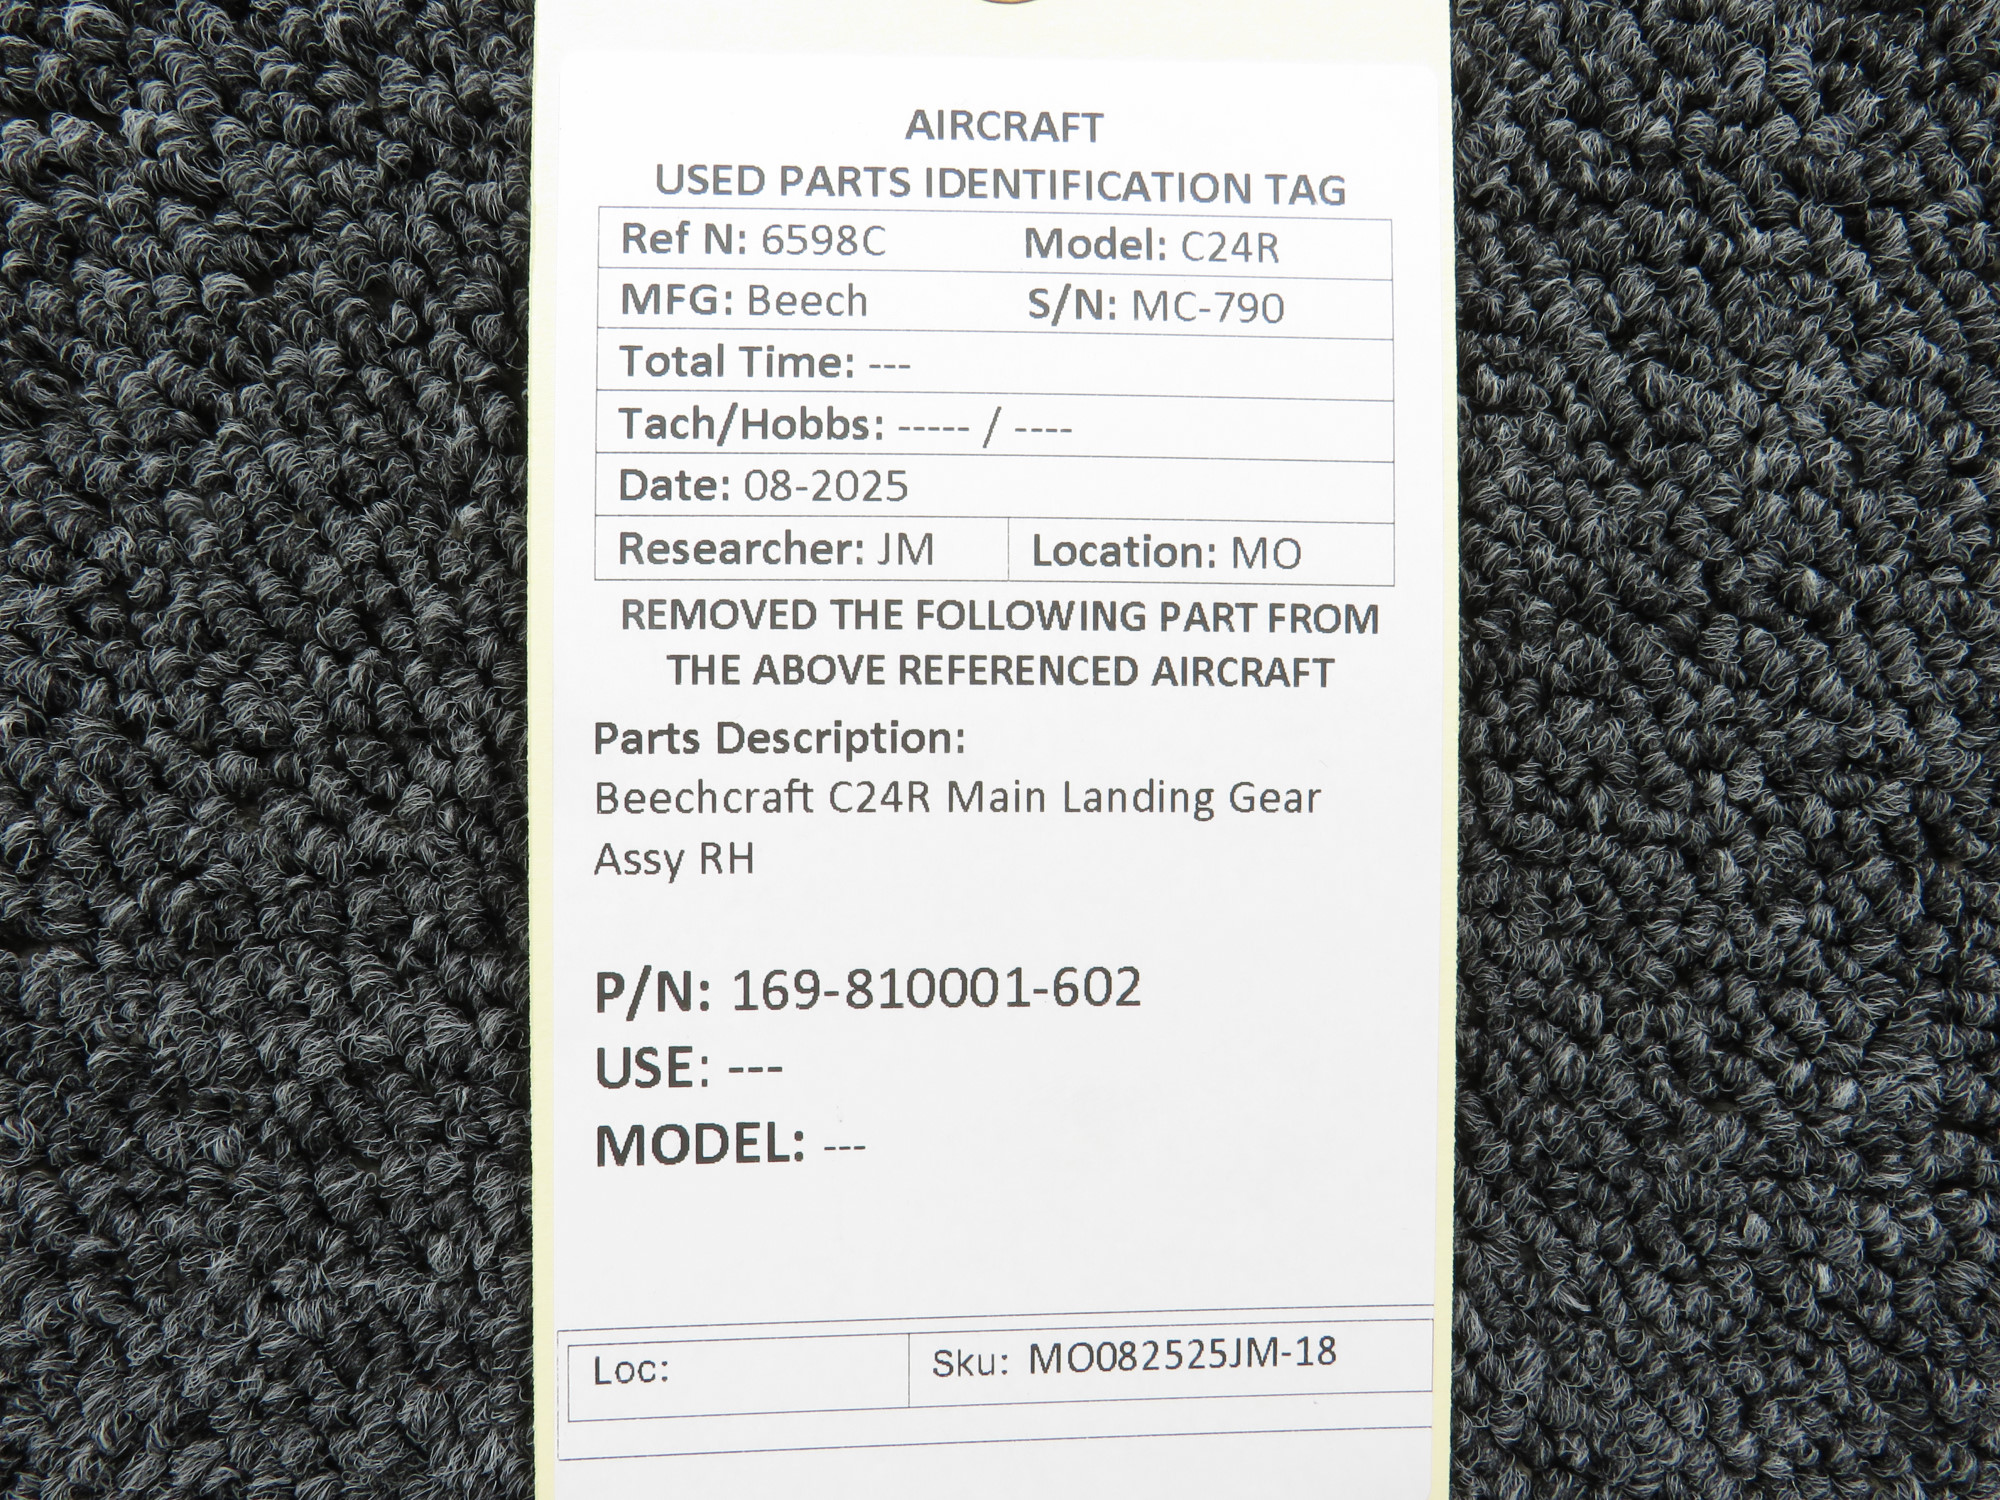 AIRCRAFT
USED PARTS IDENTIFICATION TAG
Ref N: 6598C Model: C24R
MFG: Beech S/N: MC-790
Total Time: ---
Tach/Hobbs: ----- / ----
Date: 08-2025
Researcher: JM Location: MO
REMOVED THE FOLLOWING PART FROM
THE ABOVE REFERENCED AIRCRAFT
Parts Description:
Beechcraft C24R Main Landing Gear
Assy RH
P/N: 169-810001-602
USE: ---
MODEL: ---
Loc: Sku: MO082525JM-18